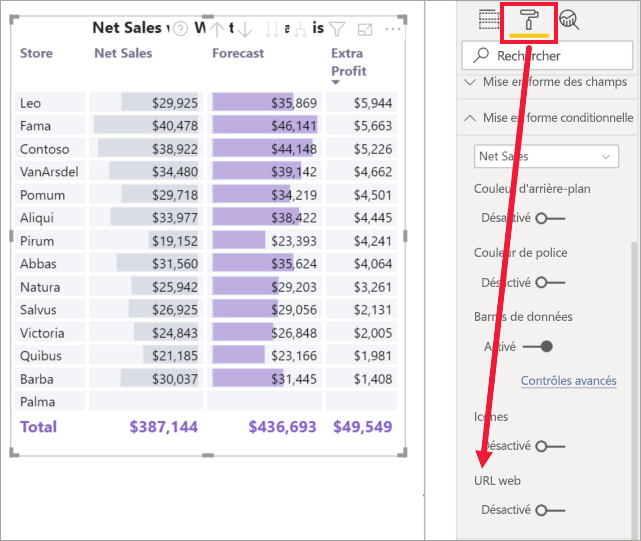 Net Sales
is
Store Net Sales Forecast Extra
Profit
Leo $29,925 $35,869 $5,944
Fama $40,478 $46,141 $5,663
Contoso $38,922 $44,148 $5,226
VanArsdel $34,480 $39,142 $4,662
Pomum $29,718 $34,219 $4,501
Aliqui $33,977 $38,422 $4,445
Pirum $19,152 $23,393 $4,241
Abbas $31,560 $35,624 $4,064
Natura $25,942 $29,203 $3,261
Salvus $26,925 $29,056 $2,131
Victoria $24,843 $26,848 $2,005
Quibus $21,185 $23,166 $1,981
Barba $30,037 $31,445 $1,408
Palma
Total $387,144 $436,693 $49,549
Rechercher
Mise en forme des champs
Mise en forme conditionnelle
Net Sales
Couleur d'arrière-plan
Désactivé
Couleur de police
Désactivé
Barres de données
Activé
Contrôles avancés
Icônes
Désactivé
URL web
Désactivé